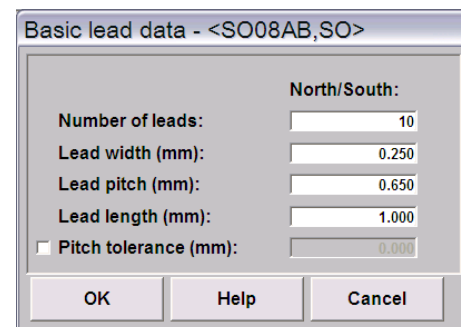 Basic lead data - <SO08AB,SO>
North/South:
Number of leads: 10
Lead width (mm): 0.250
Lead pitch (mm): 0.650
Lead length (mm): 1.000
Pitch tolerance (mm): 0.000
OK Help Cancel